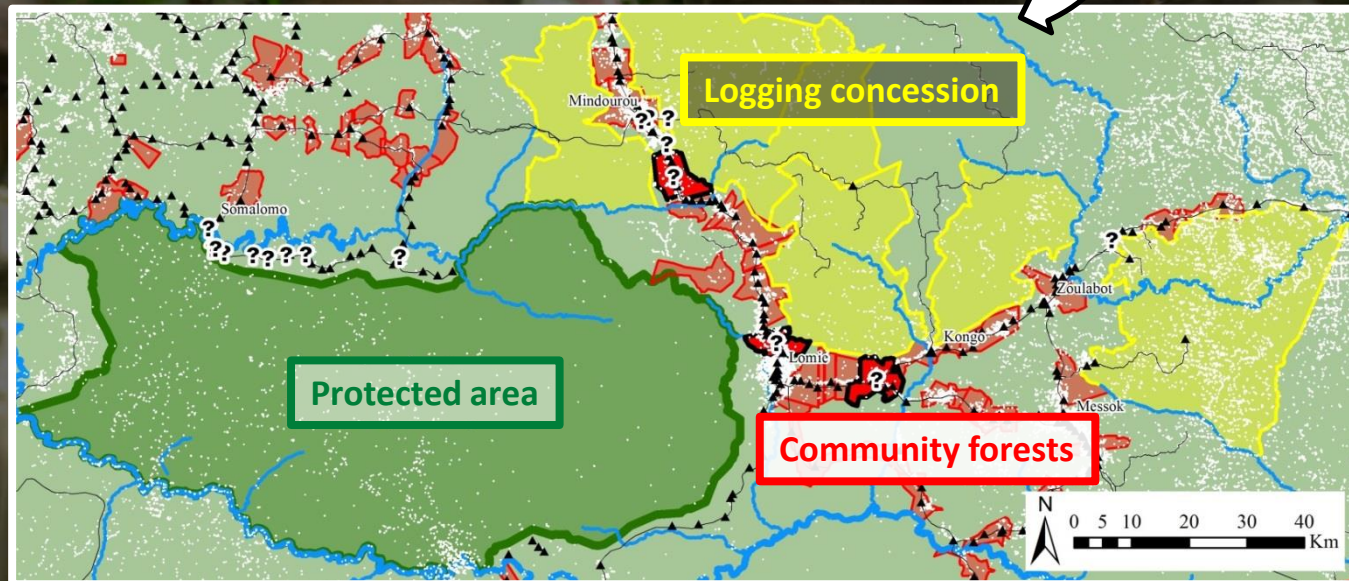 Logging concession
Mindourou
?
?
?
?
?
Somalomo
?
?
?
?
?
?
?
?
?
Zoulabot
Kongo
?
Lomie
?
Protected area
Messok
Community forests
N
0 5 10 20 30 40
Km